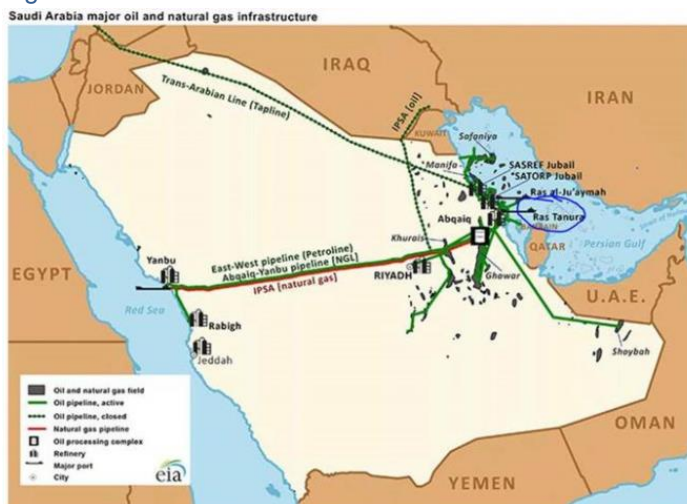 Saudi Arabia major oil and natural gas infrastructure
IRAQ
JORDAN
IRAN
Trans-Arabian Line (Tapline)
IPSA [oil]
KUWAIT
Safaniya
Manifa
SASREF Jubail
*SATORP Jubail
Ras al-Ju'aymah
Abqaiq
Ras Tanura
BAHRAIN
Persian Gulf
QATAR
Khurais
East-West pipeline (Petroline)
Abqaiq-Yanbu pipeline [NGL]
Yanbu
EGYPT
RIYADH
Ghawar
IPSA [natural gas]
U.A.E.
Red Sea
Rabigh
Jeddah
Shaybah
OMAN
YEMEN
Oil and natural gas field
Oil pipeline, active
Oil pipeline, closed
Natural gas pipeline
Oil processing complex
Refinery
Major port
City
eia